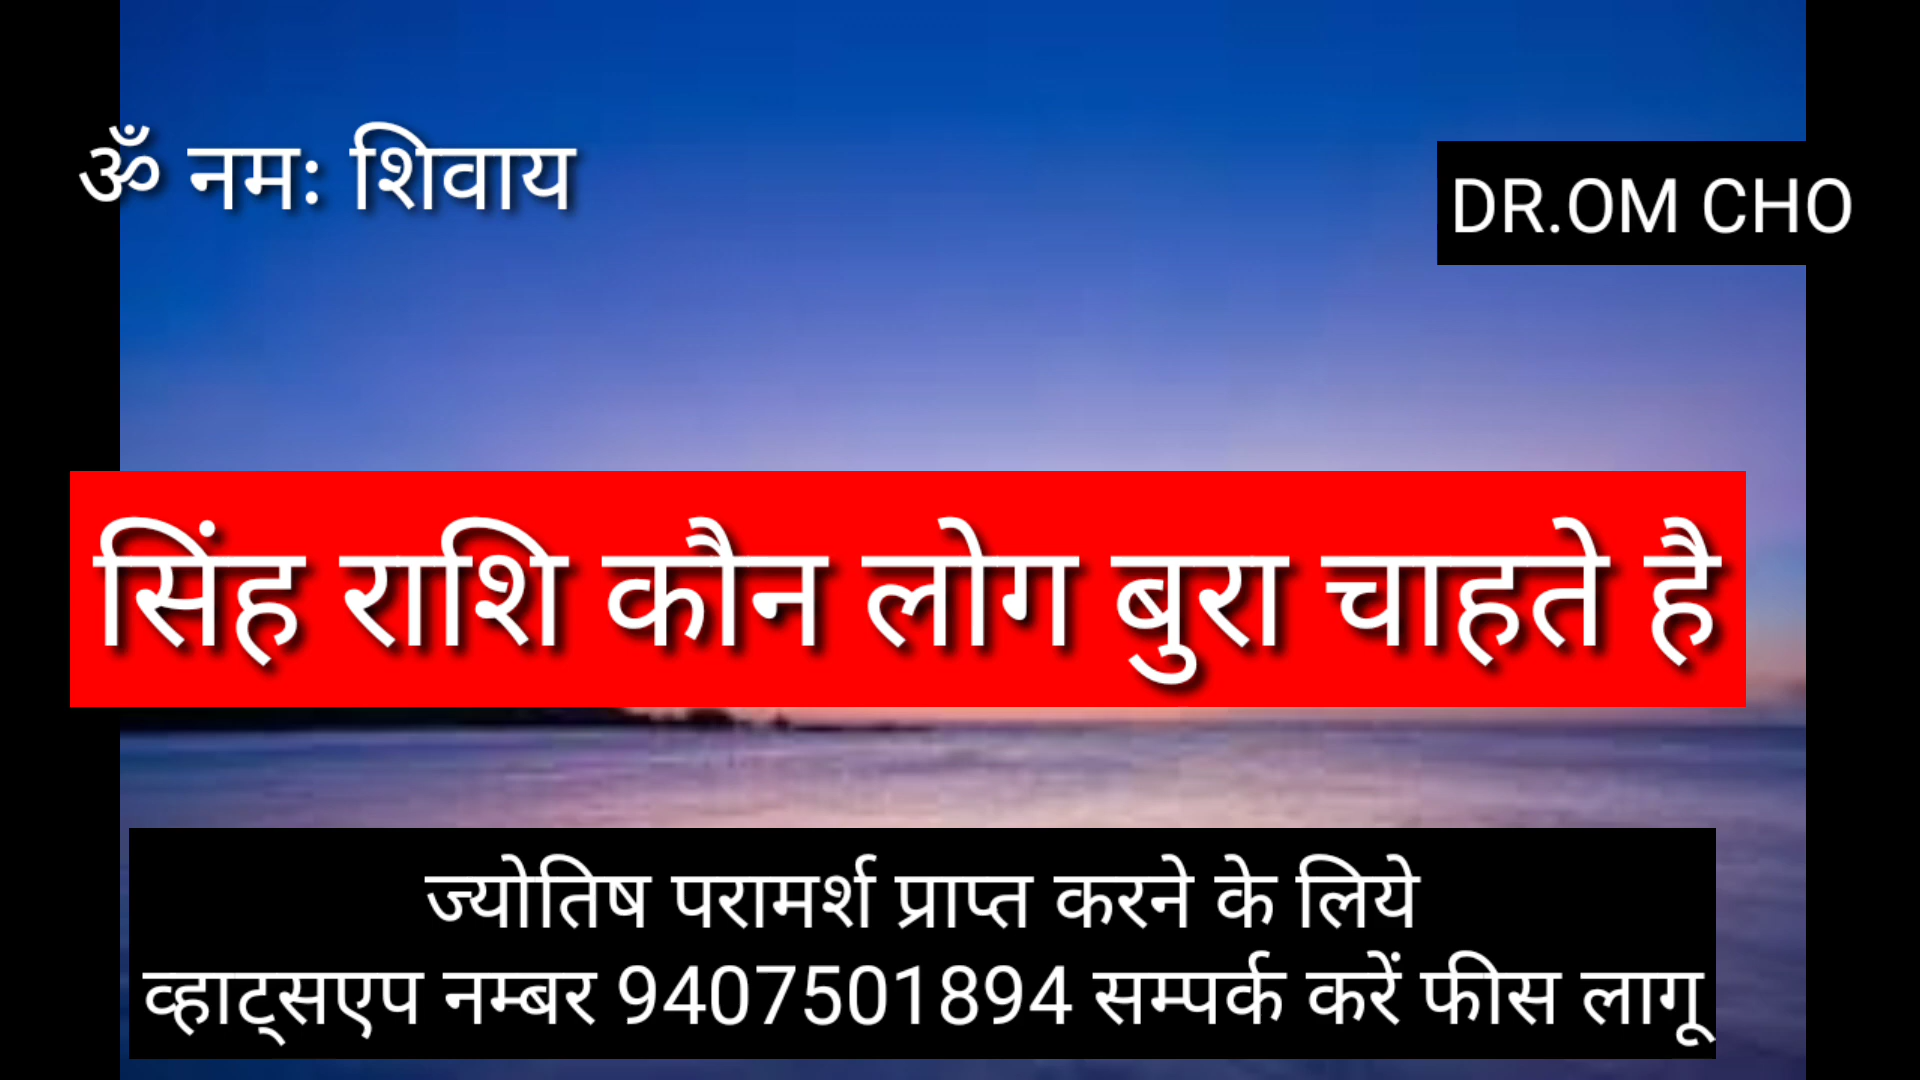 ॐ नमः शिवाय
DR.OM CHO
सिंह राशि कौन लोग बुरा चाहते है
ज्योतिष परामर्श प्राप्त करने के लिये
व्हाट्सएप नम्बर 9407501894 सम्पर्क करें फीस लागू